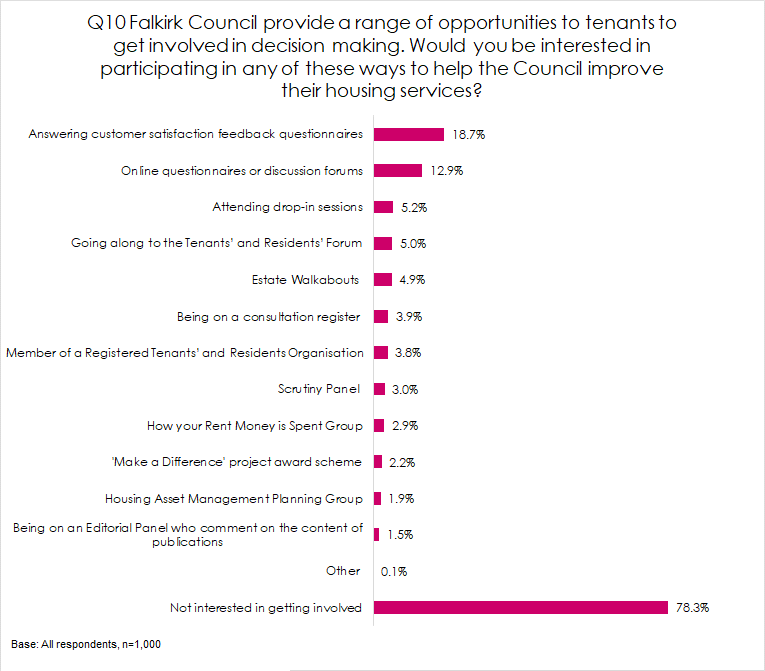 Q10 Falkirk Council provide a range of opportunities to tenants to
get involved in decision making. Would you be interested in
participating in any of these ways to help the Council improve
their housing services?
Answering customer satisfaction feedback questionnaires 18.7%
Online questionnaires or discussion forums 12.9%
Attending drop-in sessions 5.2%
Going along to the Tenants' and Residents' Forum 5.0%
Estate Walkabouts 4.9%
Being on a consultation register 3.9%
Member of a Registered Tenants' and Residents Organisation 3.8%
Scrutiny Panel 3.0%
How your Rent Money is Spent Group 2.9%
'Make a Difference' project award scheme 2.2%
Housing Asset Management Planning Group 1.9%
Being on an Editorial Panel who comment on the content of
publications 1.5%
Other 0.1%
Not interested in getting involved 78.3%
Base: All respondents, n=1,000